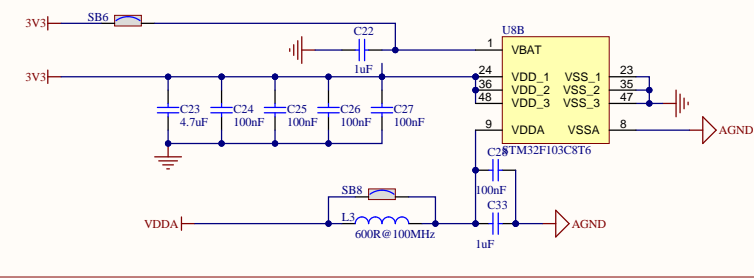 SB6
U8B
3V3
C22
1
VBAT
1uF
3V3
24
VDD_1
VSS_1
23
36
VDD_2
VSS_2
35
48
VDD_3
VSS_3
47
C23
C24
C25
C26
C27
4.7uF
100nF
100nF
100nF
100nF
9
VDDA
VSSA
8
AGND
STM32F103C8T6
C28
100nF
SB8
C33
VDDA
L3
AGND
600R@100MHz
1uF